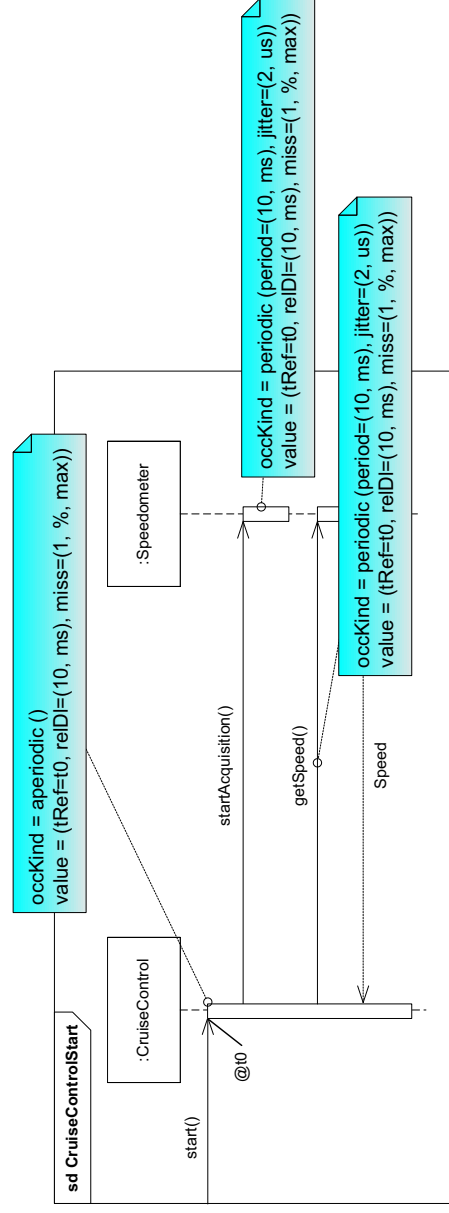 sd CruiseControlStart
occKind = aperiodic ()
value = (tRef=t0, relDl=(10, ms), miss=(1, %, max))
:CruiseControl
:Speedometer
start()
@t0
startAcquisition()
occKind = periodic (period=(10, ms), jitter=(2, us))
value = (tRef=t0, relDl=(10, ms), miss=(1, %, max))
getSpeed()
occKind = periodic (period=(10, ms), jitter=(2, us))
value = (tRef=t0, relDl=(10, ms), miss=(1, %, max))
Speed